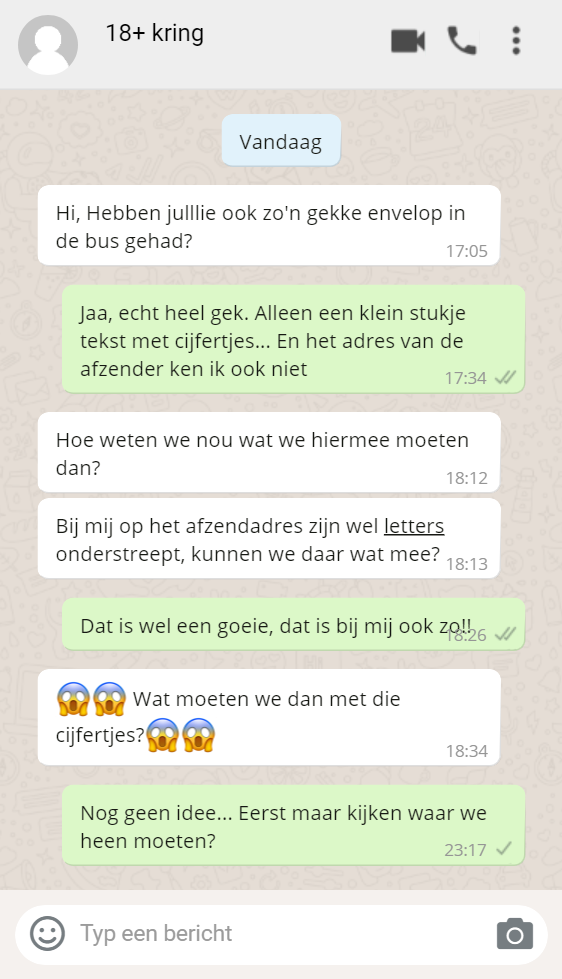 18+ kring
Vandaag
Hi, Hebben julllie ook zo'n gekke envelop in
de bus gehad?
17:05
Jaa, echt heel gek. Alleen een klein stukje
tekst met cijfertjes... En het adres van de
afzender ken ik ook niet
17:34
Hoe weten we nou wat we hiermee moeten
dan?
18:12
Bij mij op het afzendadres zijn wel letters
onderstreept, kunnen we daar wat mee?
18:13
Dat is wel een goeie, dat is bij mij ook zo!!
18:26
😱😱 Wat moeten we dan met die
cijfertjes?😱😱
18:34
Nog geen idee... Eerst maar kijken waar we
heen moeten?
23:17
Typ een bericht